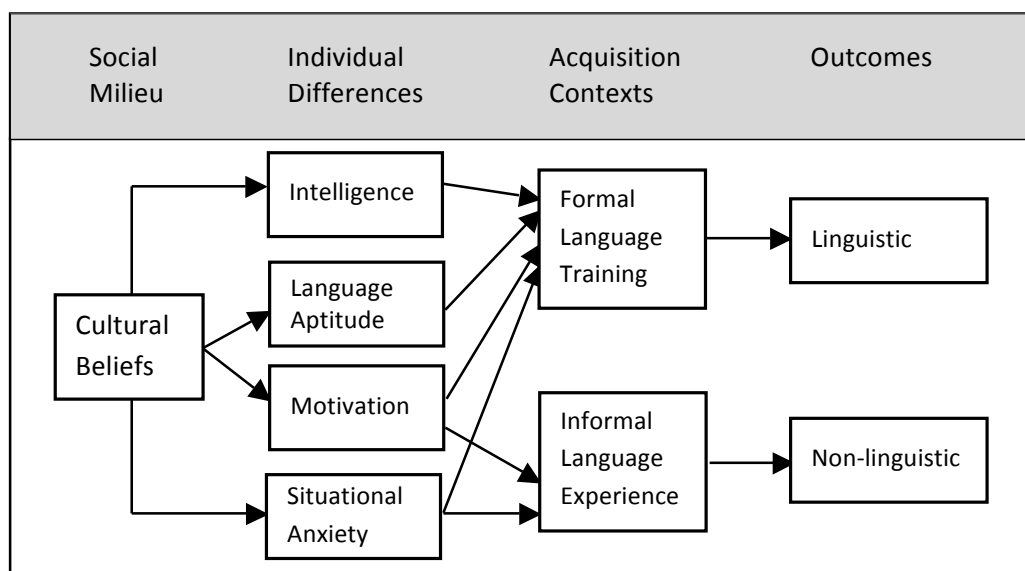 Social
Milieu
Individual
Differences
Acquisition
Contexts
Outcomes
Cultural
Beliefs
Intelligence
Language
Aptitude
Motivation
Situational
Anxiety
Formal
Language
Training
Informal
Language
Experience
Linguistic
Non-linguistic